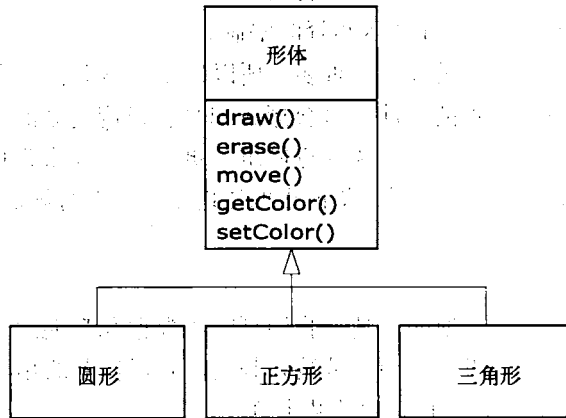 形体
draw()
erase()
move()
getColor()
setColor()
圆形
正方形
三角形